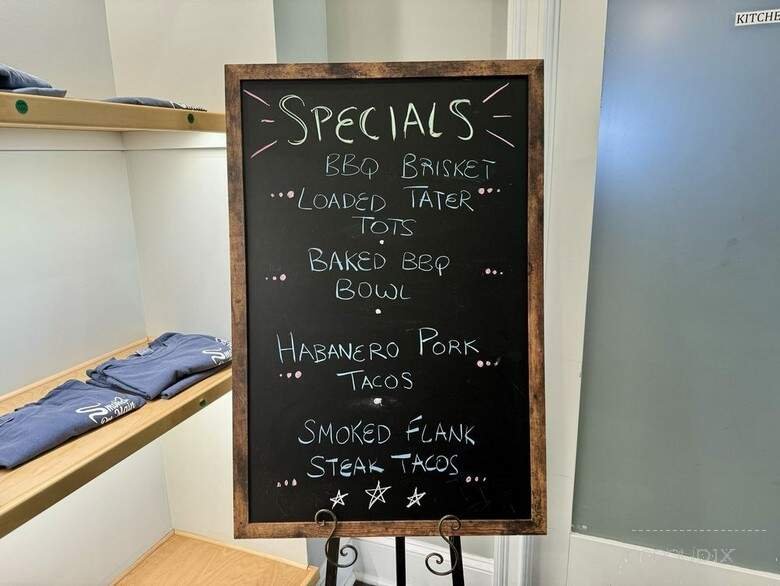 KITCHE
SPECIALS
BBQ BRISKET
LOADED TATER
TOTS
BAKED BBQ
BOWL
HABANERO PORK
TACOS
SMOKED FLANK
STEAK TACOS